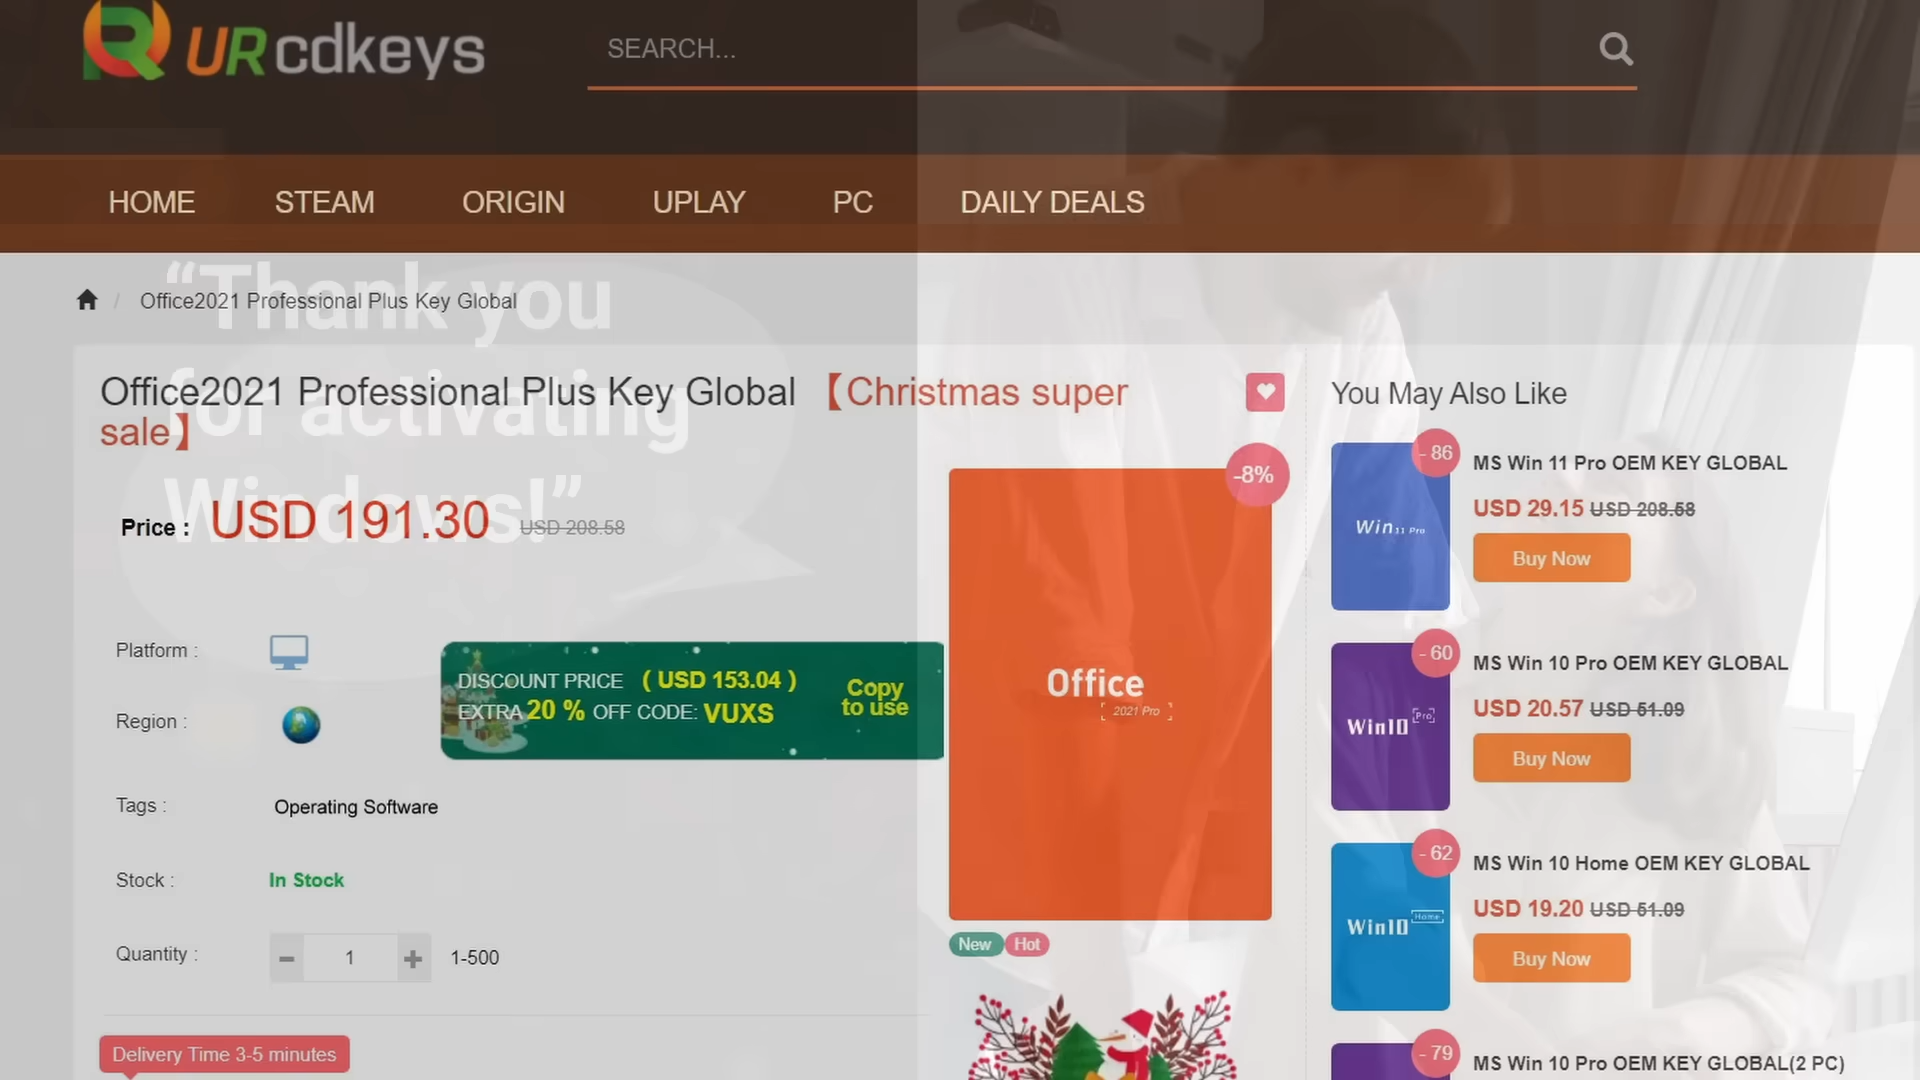 URcdkeys
SEARCH...
HOME STEAM ORIGIN UPLAY PC DAILY DEALS
/ Office2021 Professional Plus Key Global
“Thank you
for activating
Windows!”
Office2021 Professional Plus Key Global 【Christmas super
sale】
Price : USD 191.30 USD 208.58
Platform :
DISCOUNT PRICE ( USD 153.04 )
EXTRA 20 % OFF CODE: VUXS
Copy
to use
Region :
Tags : Operating Software
Stock : In Stock
Quantity : − 1 + 1-500
Delivery Time 3-5 minutes
-8%
Office
2021 Pro
New Hot
You May Also Like
- 86
Win 11 Pro
MS Win 11 Pro OEM KEY GLOBAL
USD 29.15 USD 208.58
Buy Now
- 60
Win10 Pro
MS Win 10 Pro OEM KEY GLOBAL
USD 20.57 USD 51.09
Buy Now
- 62
Win10 Home
MS Win 10 Home OEM KEY GLOBAL
USD 19.20 USD 51.09
Buy Now
- 79
MS Win 10 Pro OEM KEY GLOBAL(2 PC)